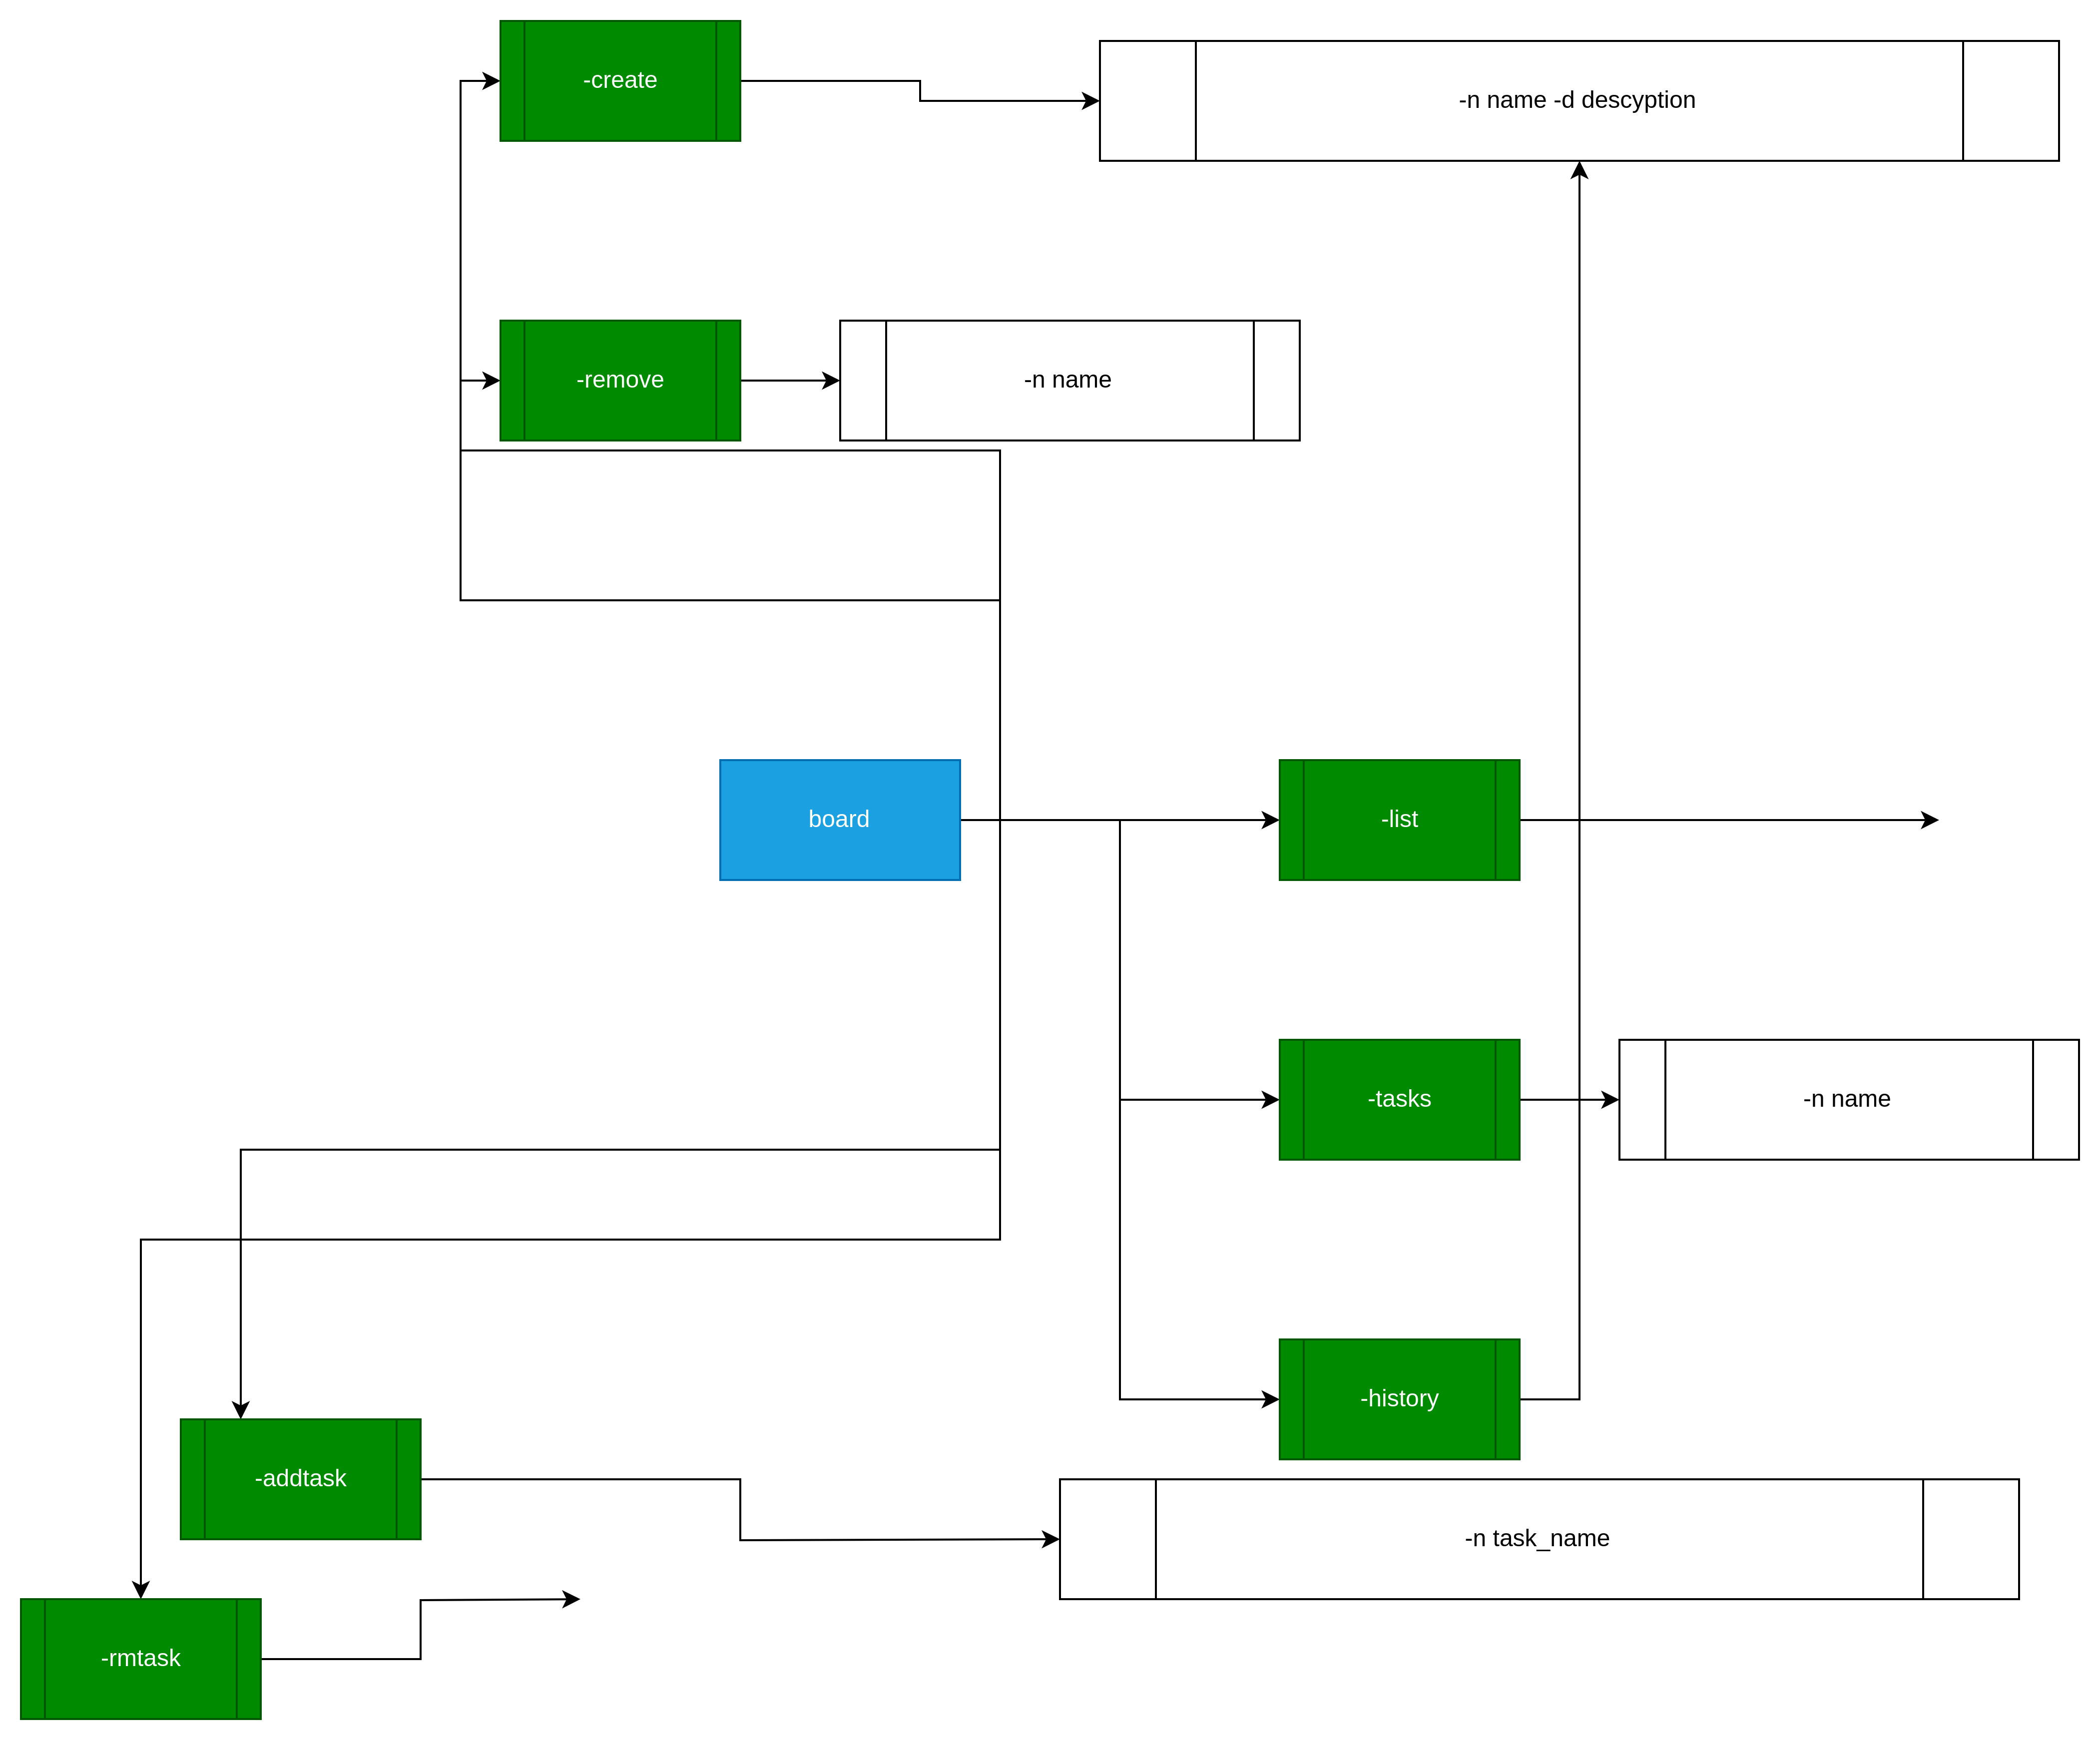 -create
-n name -d descyption
-remove
-n name
board
-list
-tasks
-n name
-history
-addtask
-n task_name
-rmtask